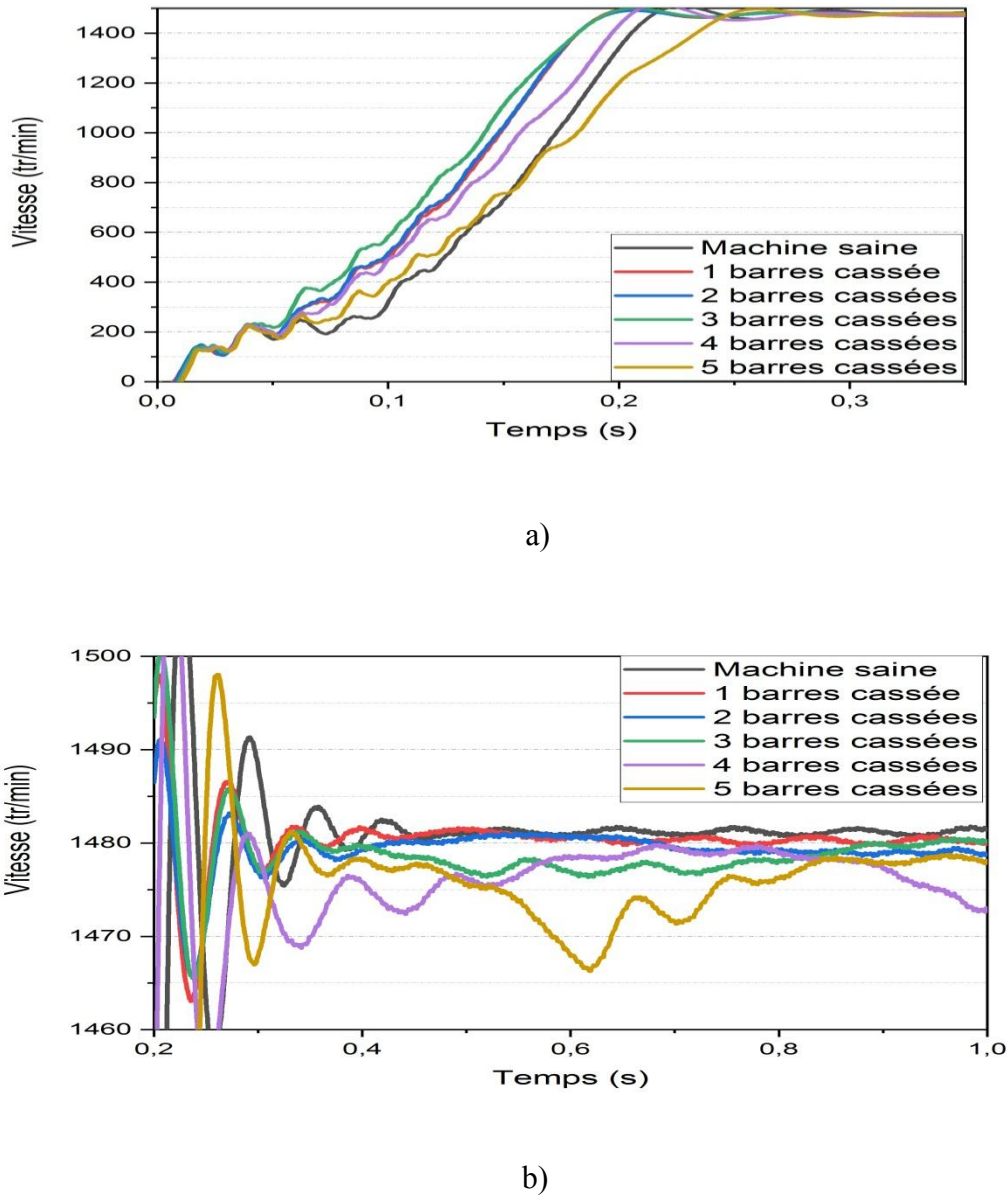 1400
1200
1000
800
600
400
200
0
Vitesse (tr/min)
Machine saine
1 barres cassée
2 barres cassées
3 barres cassées
4 barres cassées
5 barres cassées
0,0
0,1
0,2
0,3
Temps (s)
a)
1500
1490
1480
1470
1460
Vitesse (tr/min)
Machine saine
1 barres cassée
2 barres cassées
3 barres cassées
4 barres cassées
5 barres cassées
0,2
0,4
0,6
0,8
1,0
Temps (s)
b)